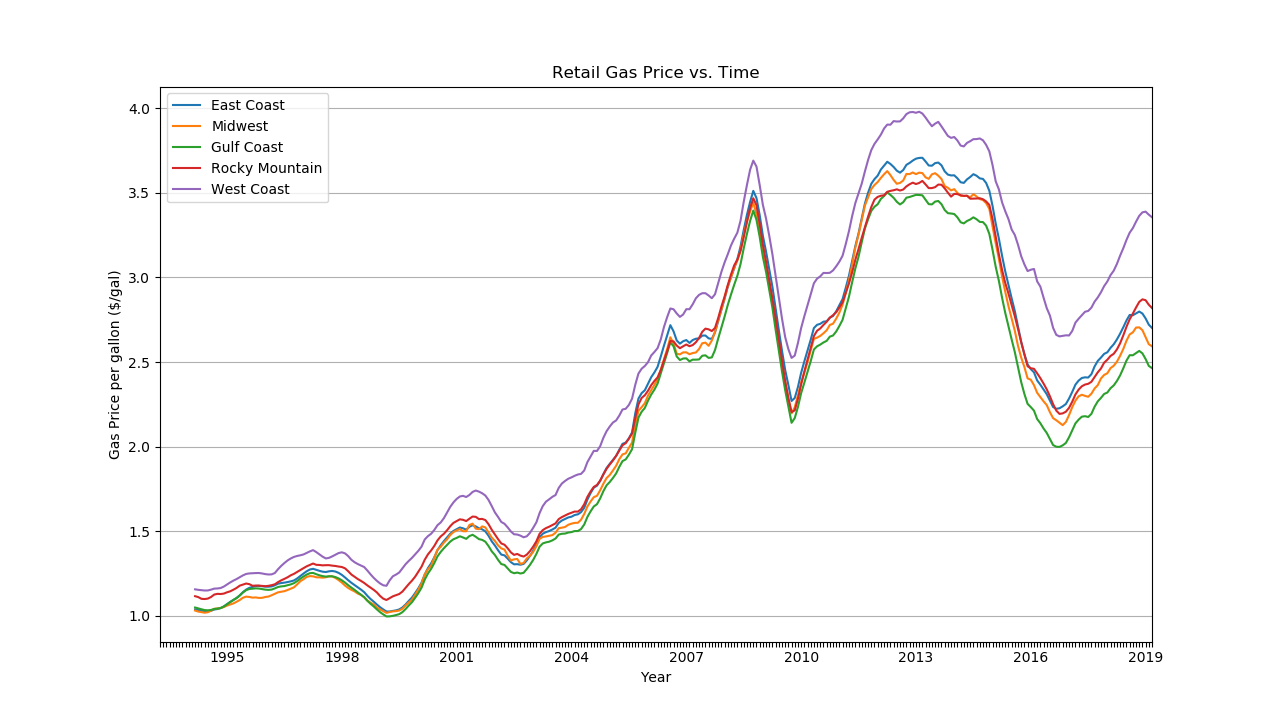 Retail Gas Price vs. Time
East Coast
Midwest
Gulf Coast
Rocky Mountain
West Coast
4.0
3.5
3.0
2.5
2.0
1.5
1.0
Gas Price per gallon ($/gal)
1995 1998 2001 2004 2007 2010 2013 2016 2019
Year